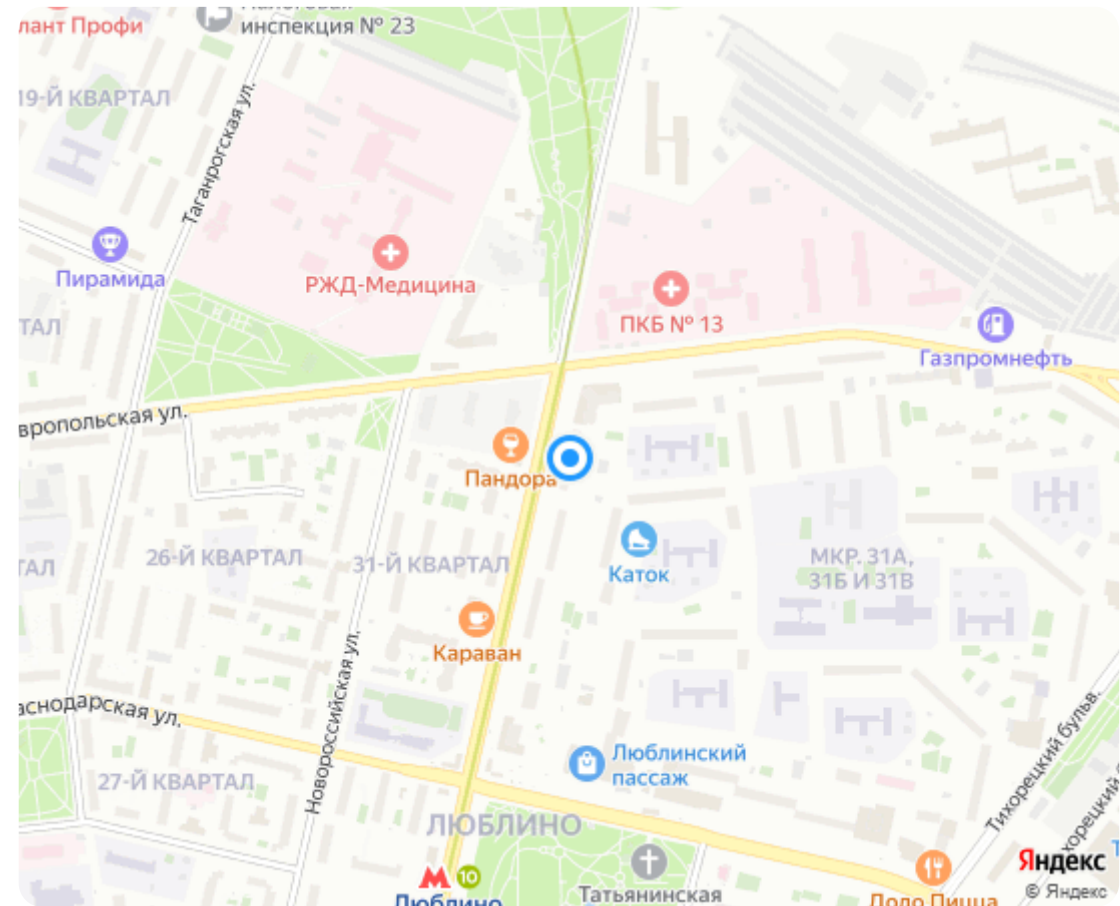 лант Профи
инспекция № 23
19-Й КВАРТАЛ
Таганрогская ул.
Пирамида
РЖД-Медицина
ПКБ № 13
ТАЛ
Газпромнефть
вропольская ул.
Пандора
26-Й КВАРТАЛ
31-Й КВАРТАЛ
ТАЛ
Каток
МКР. 31А,
31Б И 31В
Караван
Новороссийская ул.
аснодарская ул.
Люблинский
пассаж
27-Й КВАРТАЛ
Тихорецкий бульв.
ЛЮБЛИНО
орецкий
Яндекс
© Яндекс
М 10
Люблино
Татьянинская
Додо Пицца